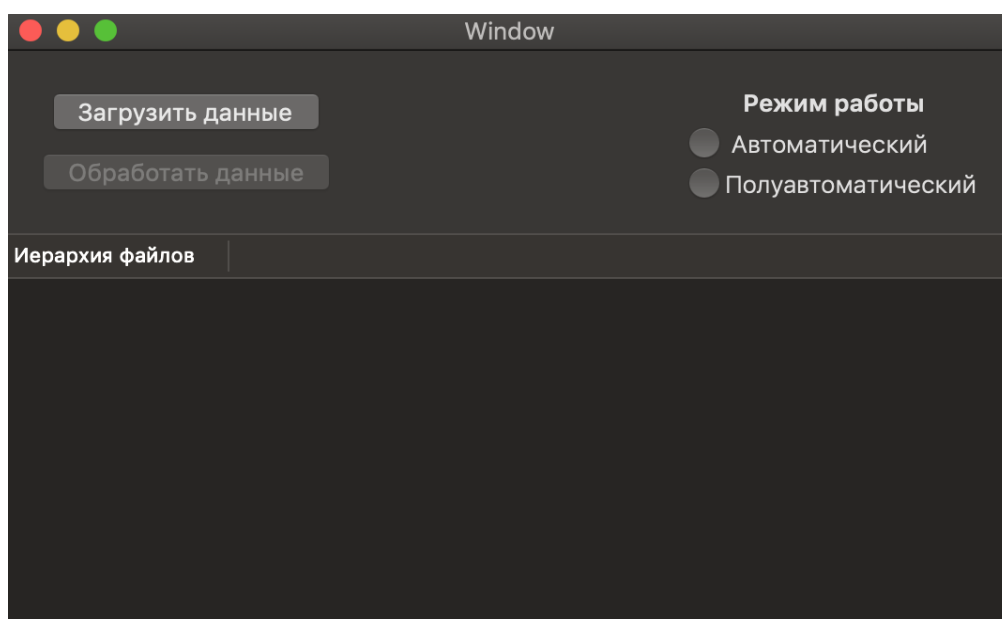 Window
Загрузить данные
Обработать данные
Режим работы
Автоматический
Полуавтоматический
Иерархия файлов